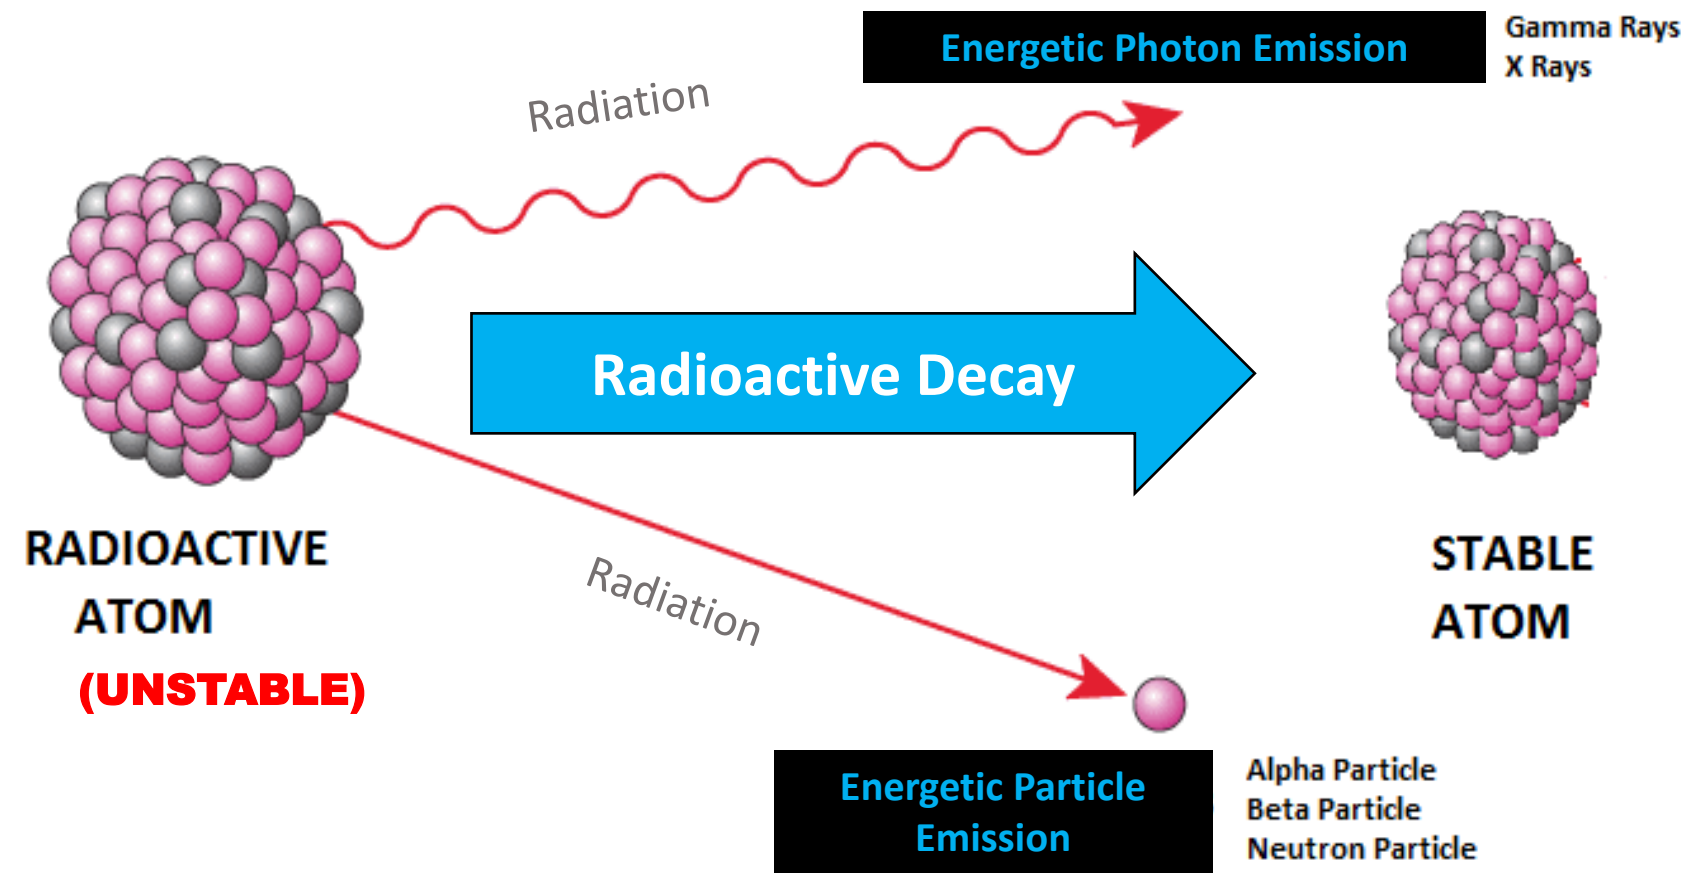 Energetic Photon Emission
Gamma Rays
X Rays
Radiation
Radioactive Decay
RADIOACTIVE
ATOM
(UNSTABLE)
STABLE
ATOM
Radiation
Energetic Particle
Emission
Alpha Particle
Beta Particle
Neutron Particle